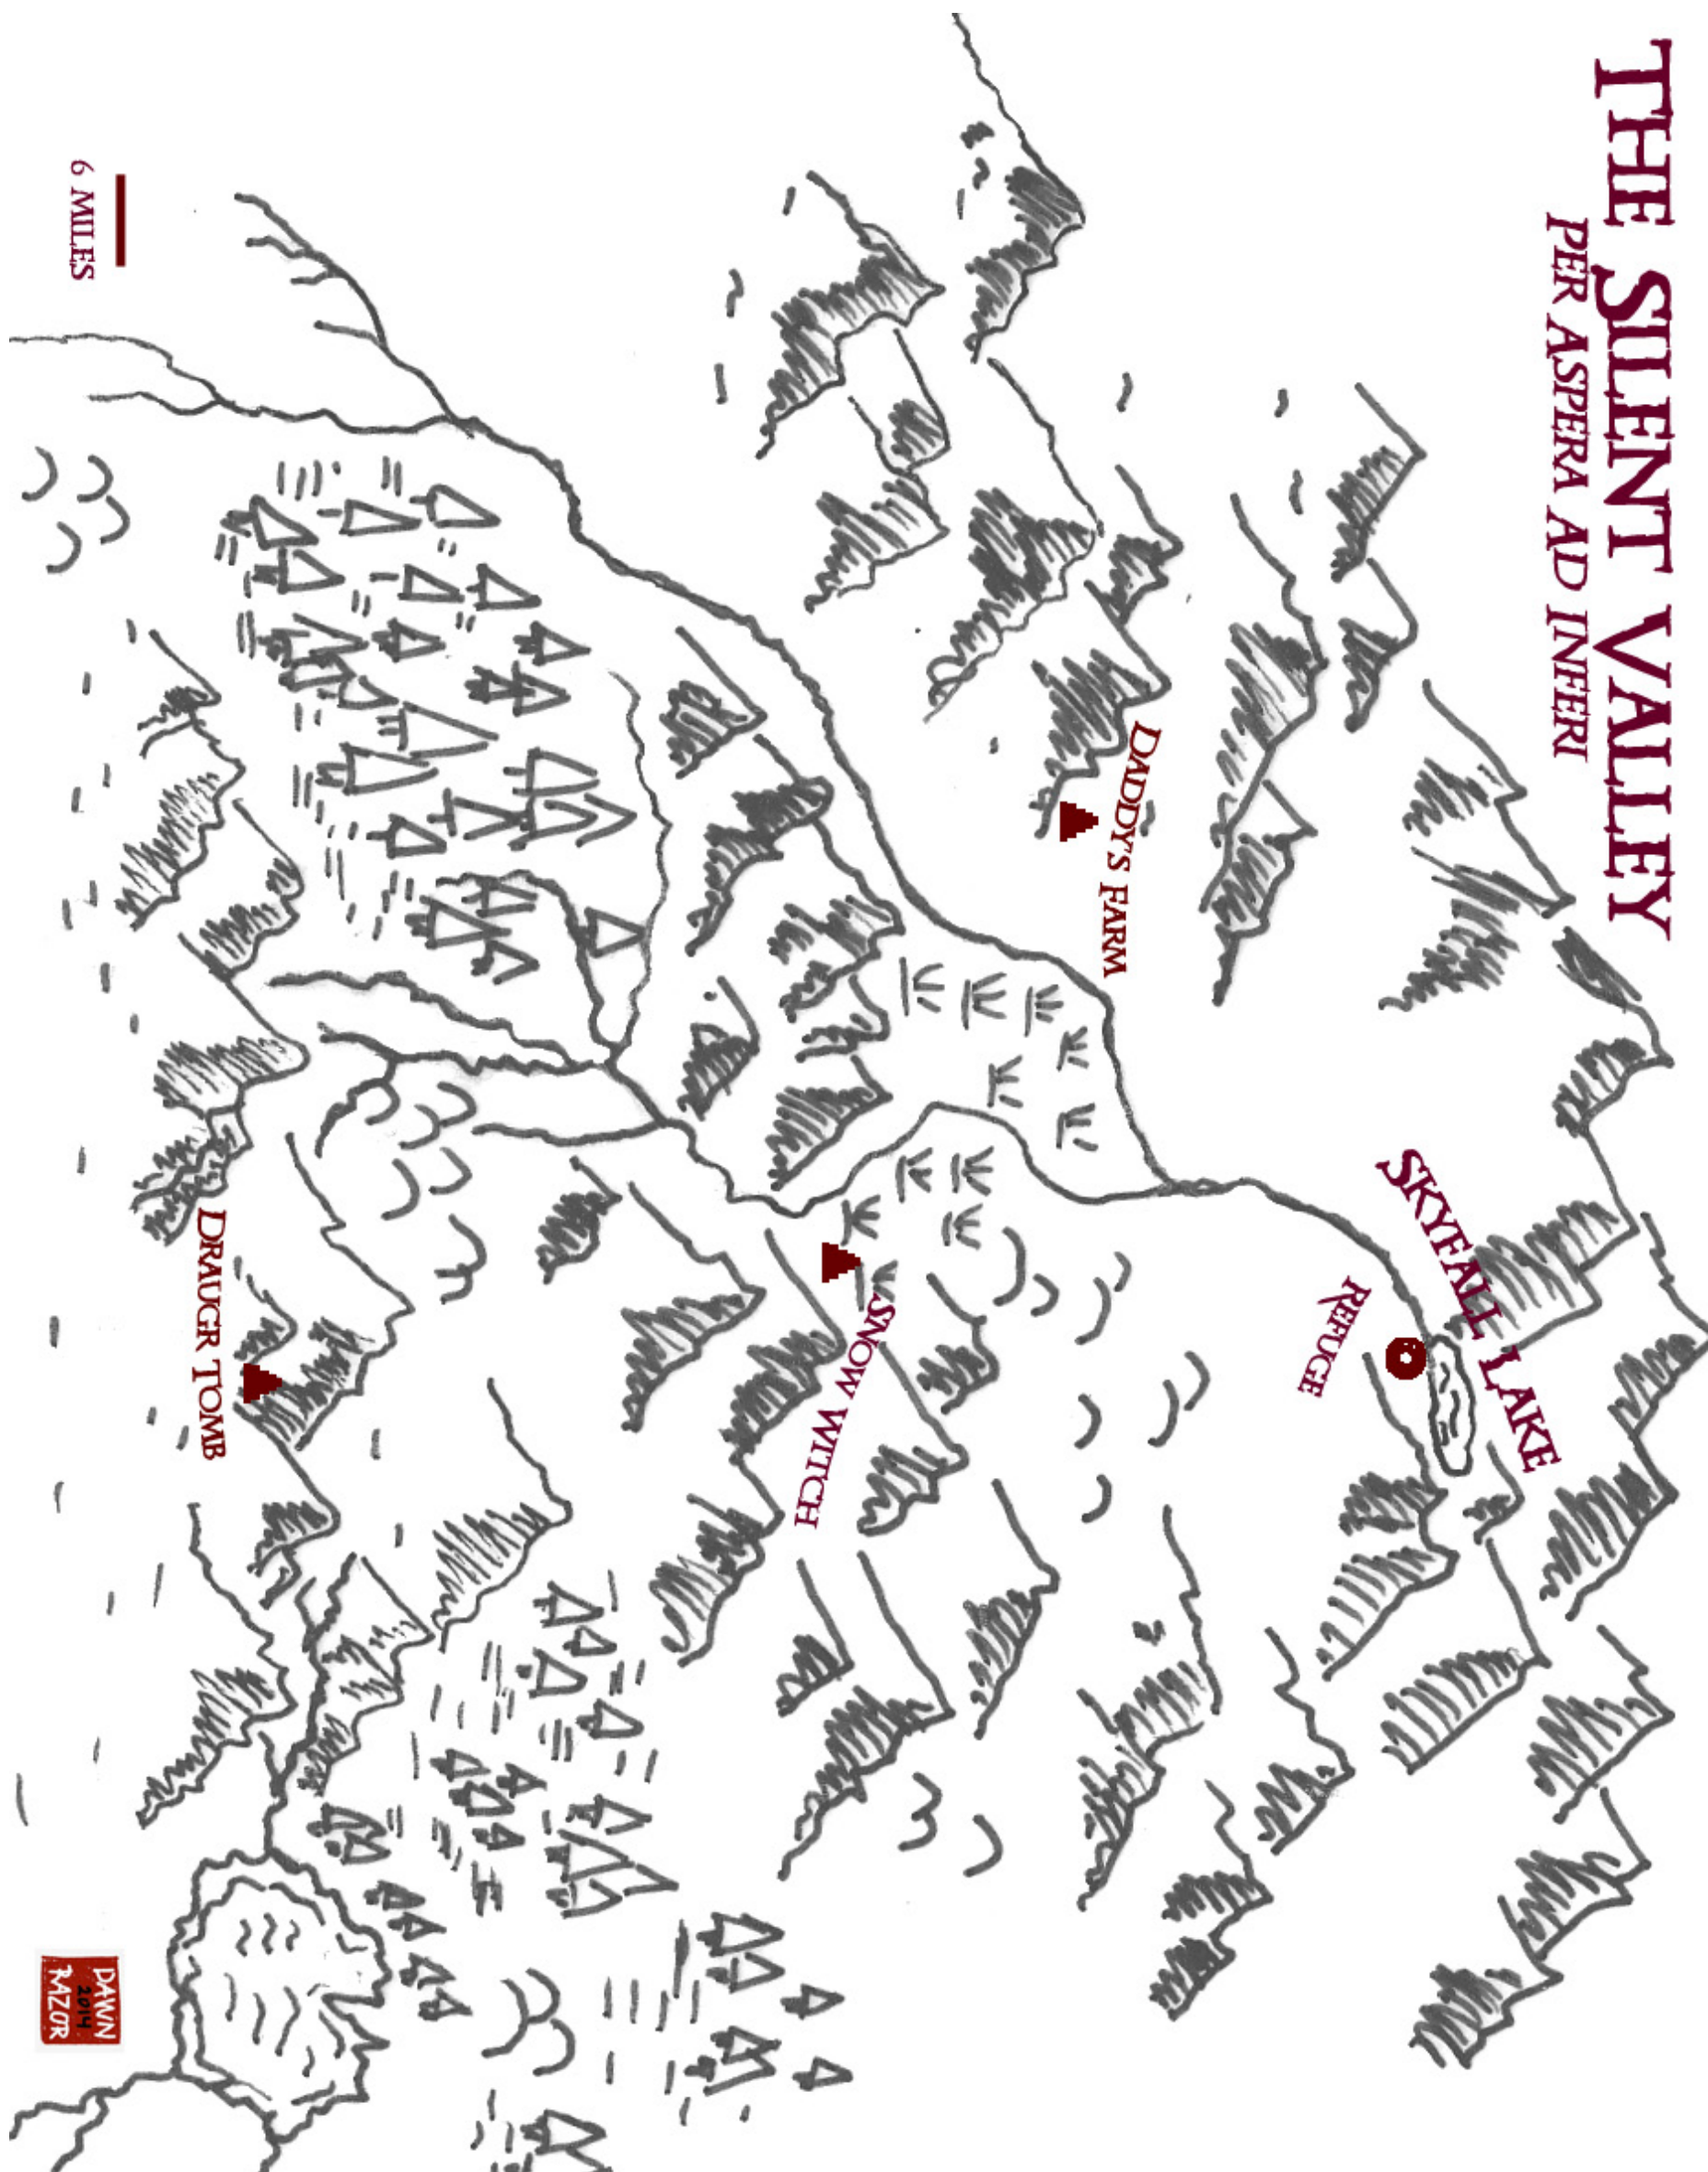 THE SILENT VALLEY
PER ASPERA AD INFERI
SKYFALL LAKE
REFUGE
DADDY'S FARM
SNOW WITCH
DRAUGR TOMB
6 MILES
DAWN
2014
RAZOR